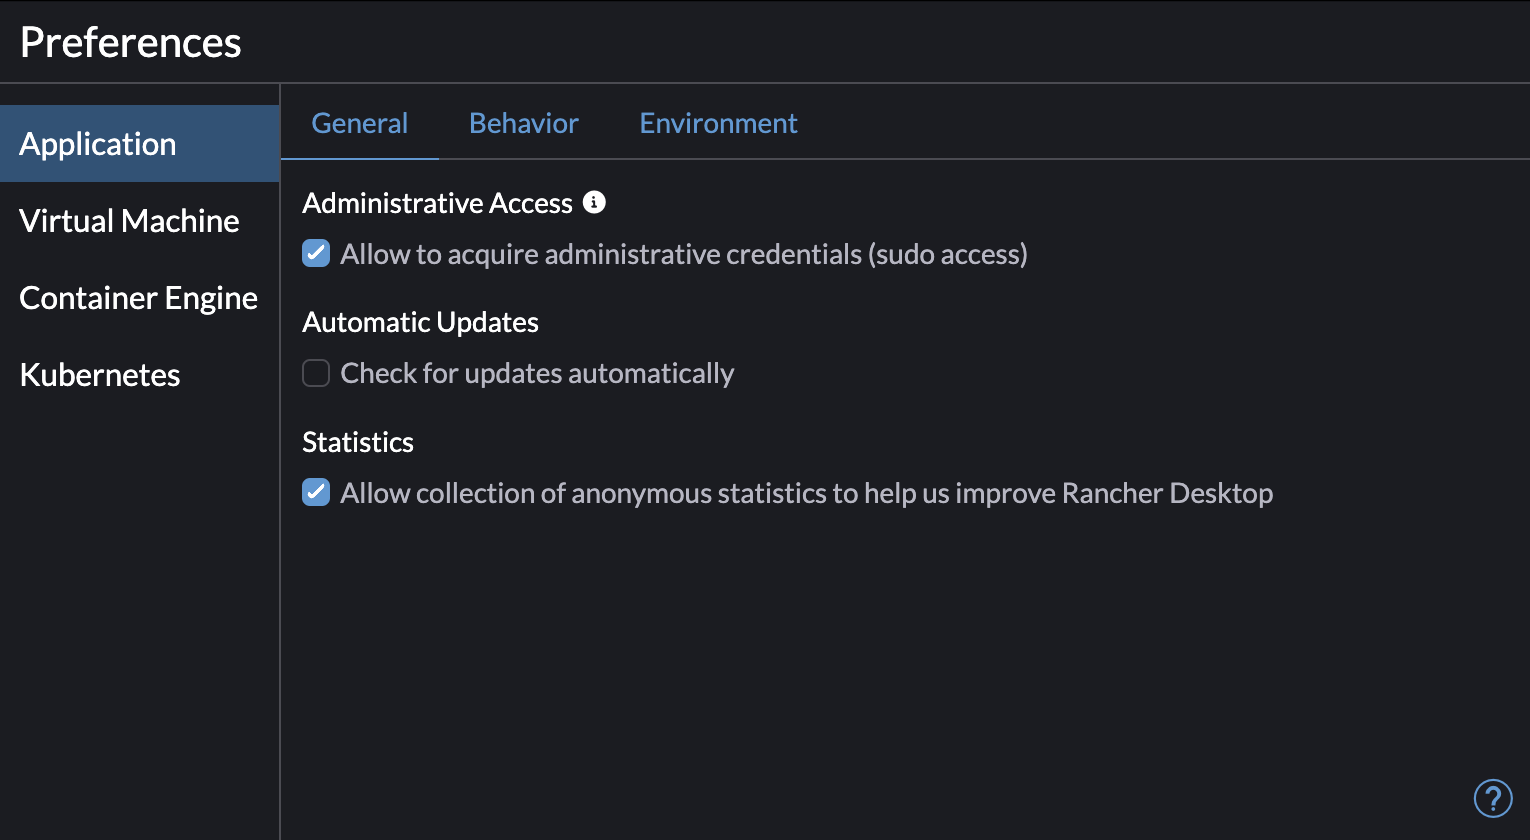 Preferences
Application
Virtual Machine
Container Engine
Kubernetes
General Behavior Environment
Administrative Access
Allow to acquire administrative credentials (sudo access)
Automatic Updates
Check for updates automatically
Statistics
Allow collection of anonymous statistics to help us improve Rancher Desktop